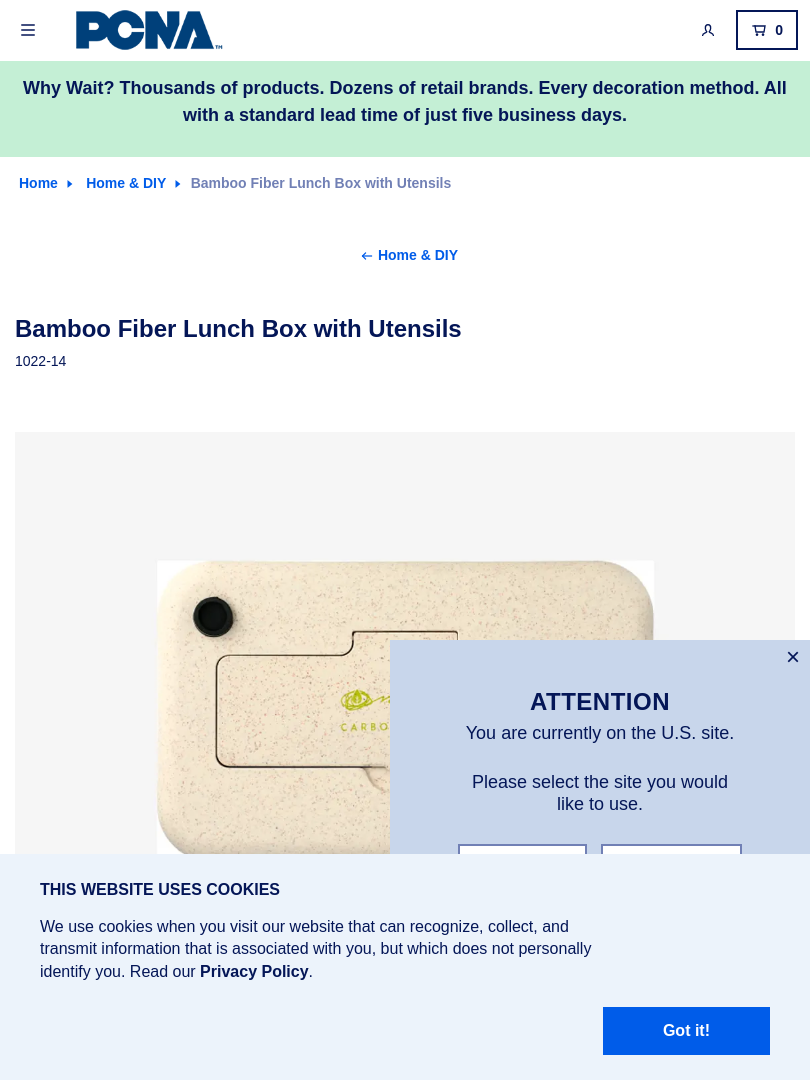 PCNA™
0
Why Wait? Thousands of products. Dozens of retail brands. Every decoration method. All
with a standard lead time of just five business days.
Home Home & DIY Bamboo Fiber Lunch Box with Utensils
Home & DIY
Bamboo Fiber Lunch Box with Utensils
1022-14
CARBO
ATTENTION
You are currently on the U.S. site.
Please select the site you would
like to use.
THIS WEBSITE USES COOKIES
We use cookies when you visit our website that can recognize, collect, and
transmit information that is associated with you, but which does not personally
identify you. Read our Privacy Policy.
Got it!